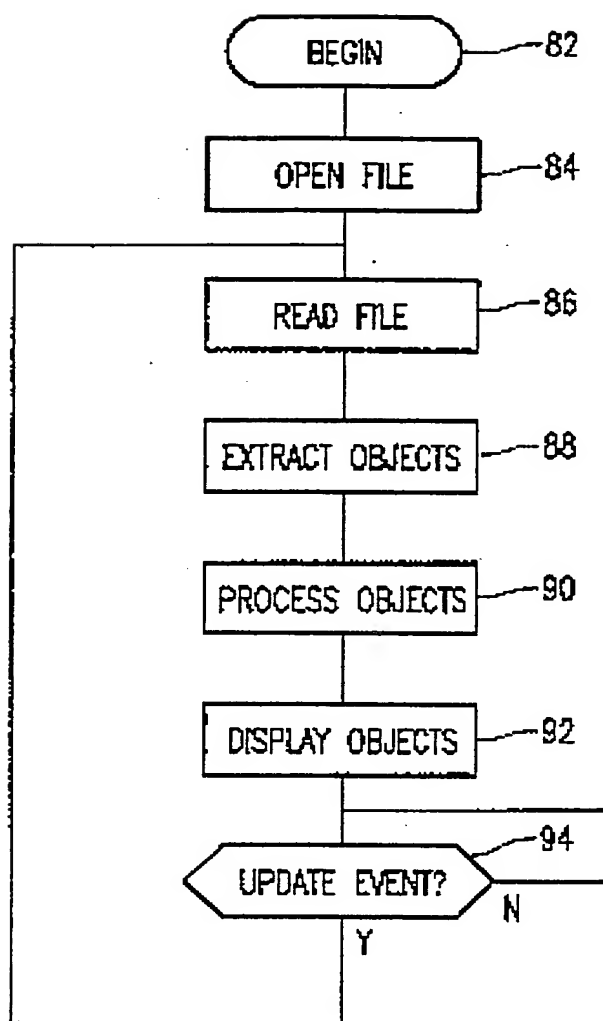 BEGIN 82
OPEN FILE 84
READ FILE 86
EXTRACT OBJECTS 88
PROCESS OBJECTS 90
DISPLAY OBJECTS 92
94
UPDATE EVENT?
N
Y